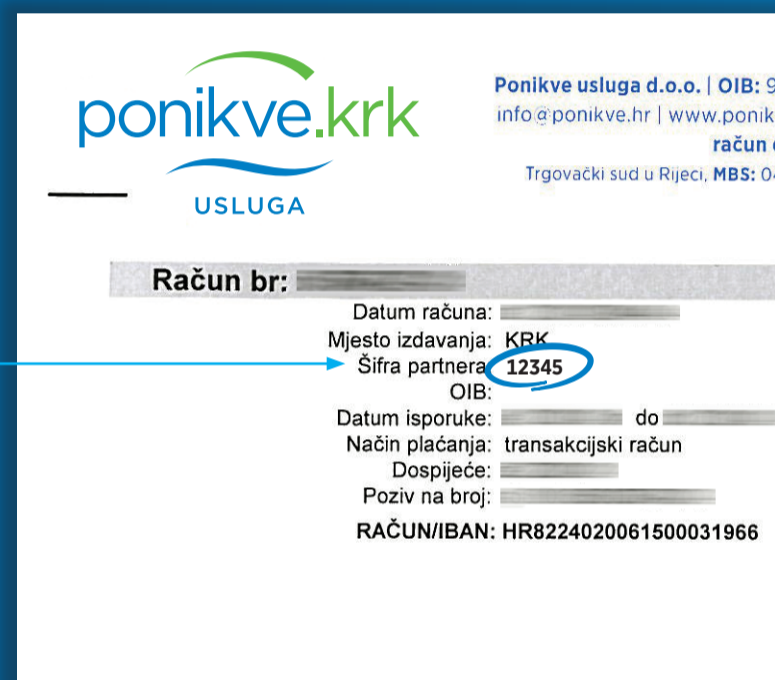 ponikve.krk
USLUGA
Ponikve usluga d.o.o. | OIB: 9
info@ponikve.hr | www.ponik
račun
Trgovački sud u Rijeci, MBS: 04
Račun br:
Datum računa:
Mjesto izdavanja: KRK
Šifra partnera 12345
OIB:
Datum isporuke: do
Način plaćanja: transakcijski račun
Dospijeće:
Poziv na broj:
RAČUN/IBAN: HR8224020061500031966